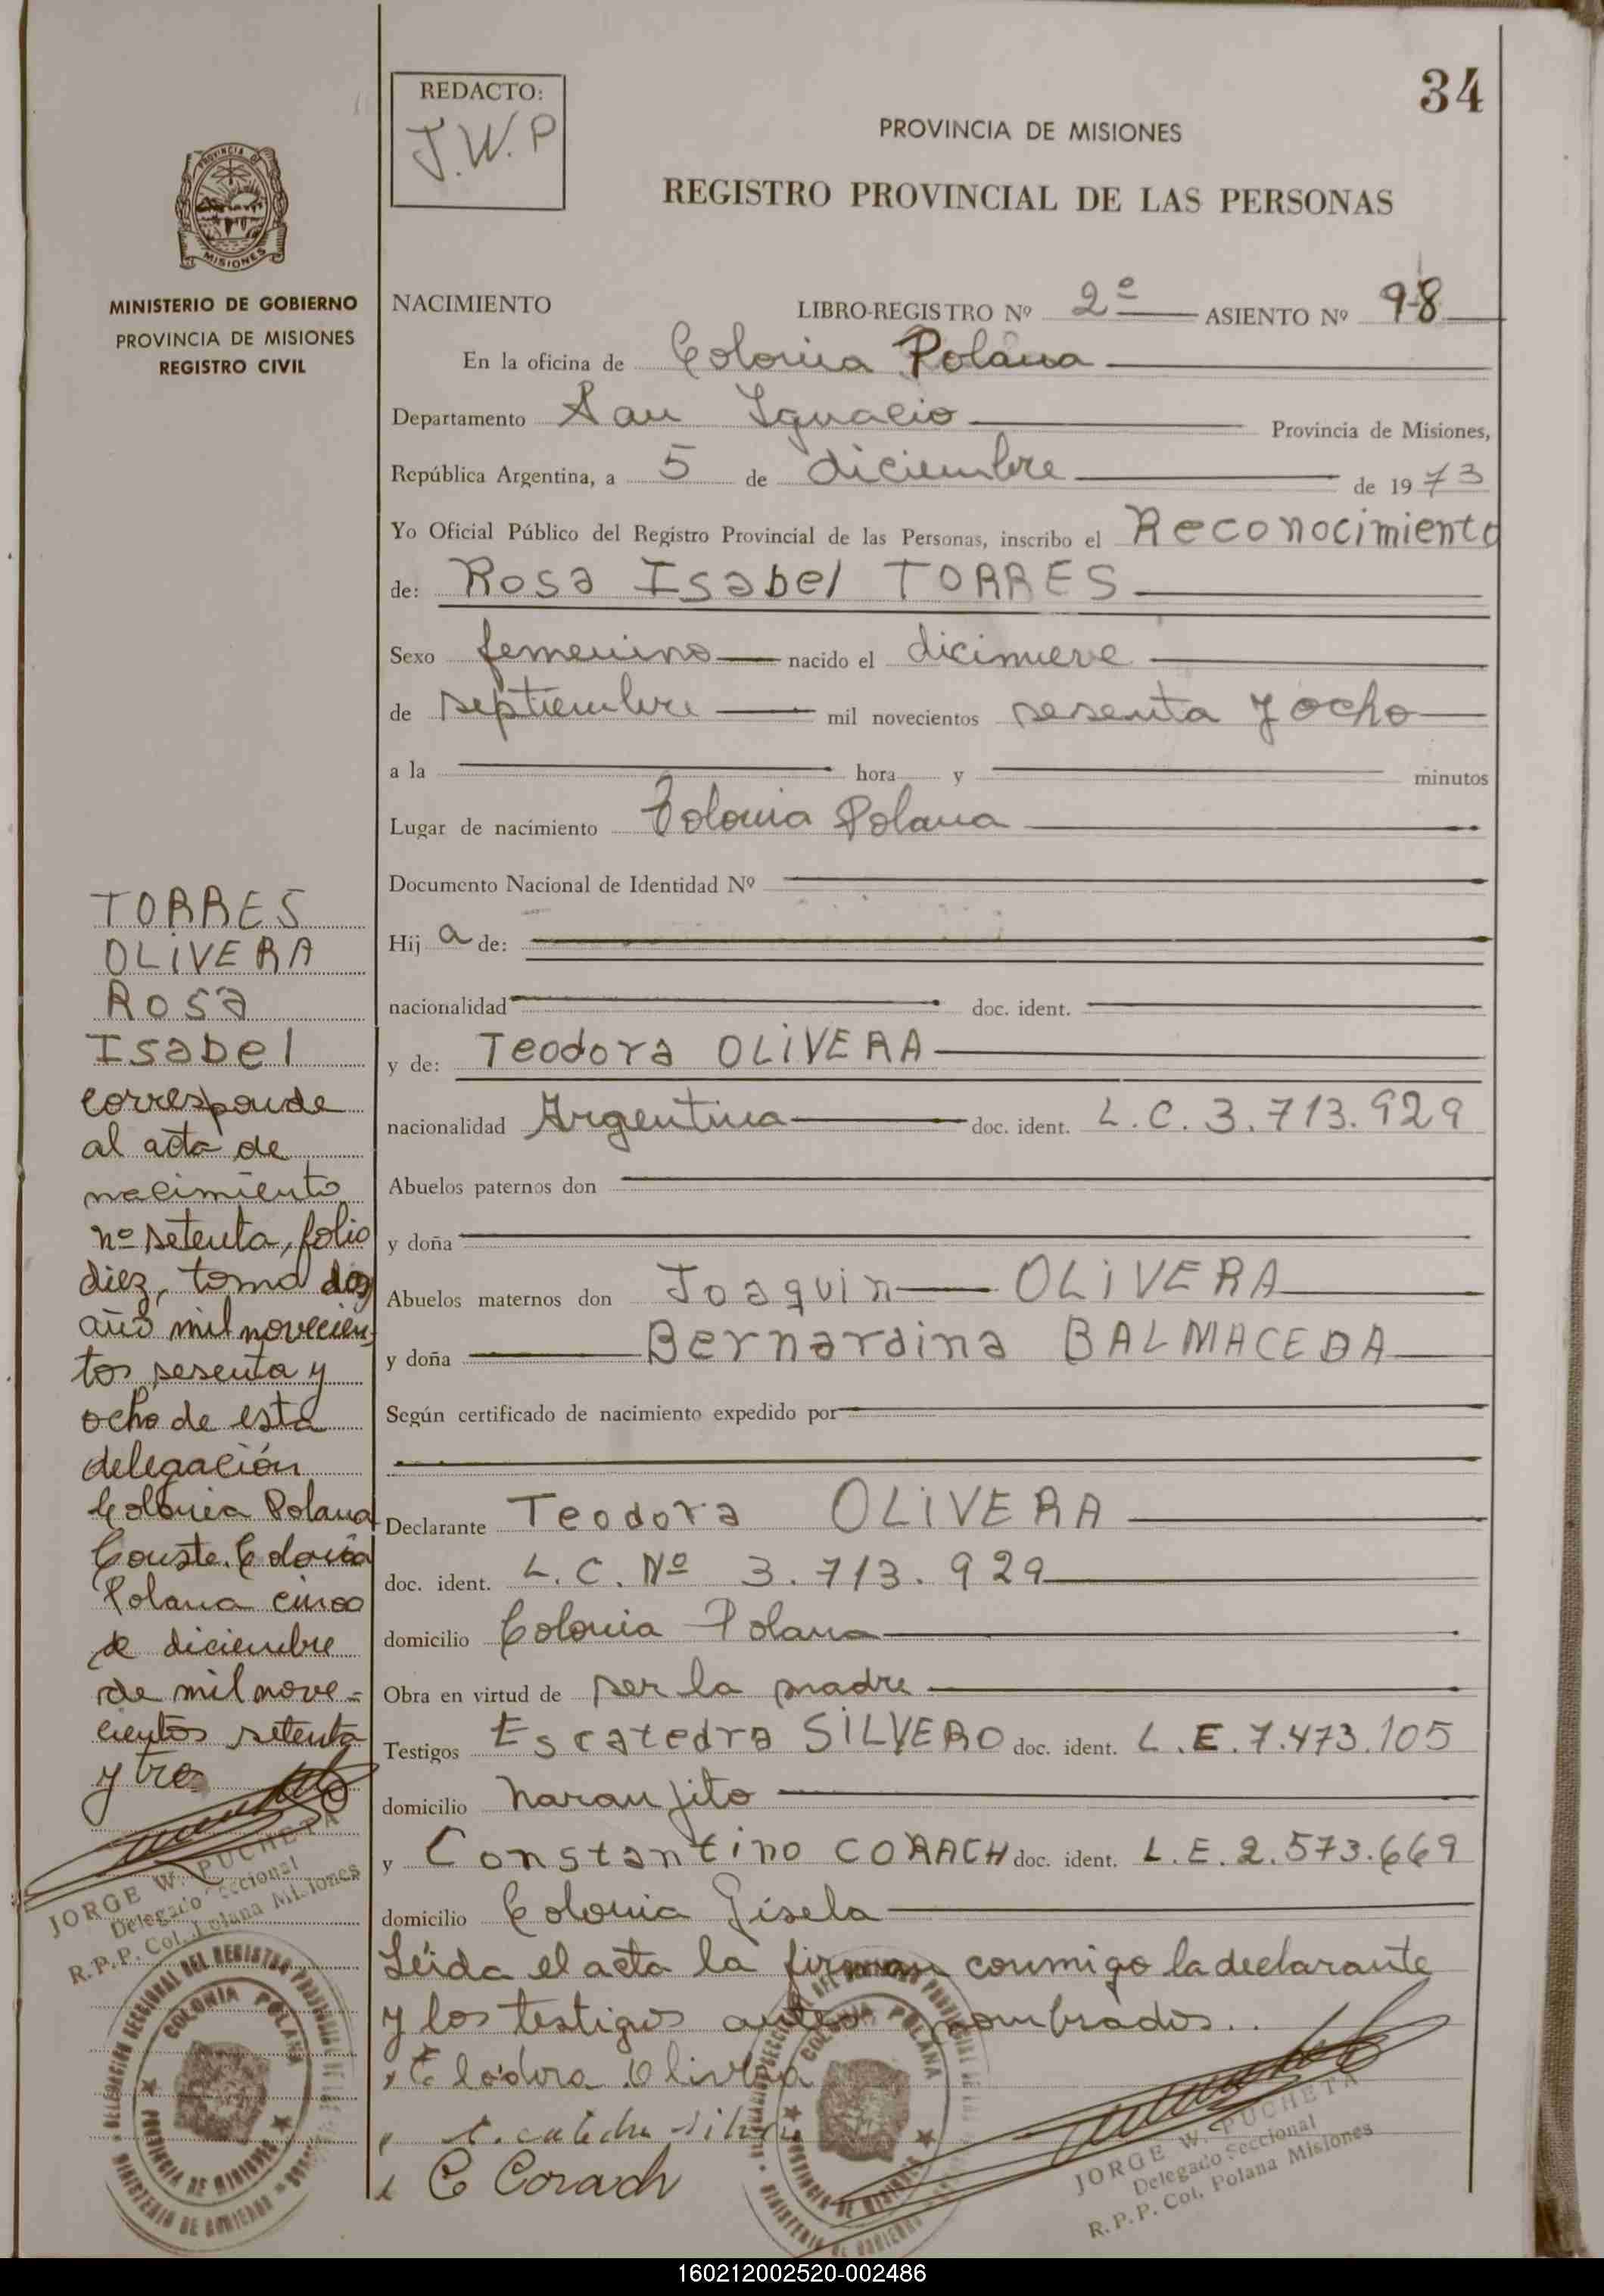 34
REDACTO:
J.W.P
PROVINCIA DE MISIONES
REGISTRO PROVINCIAL DE LAS PERSONAS
MINISTERIO DE GOBIERNO
PROVINCIA DE MISIONES
REGISTRO CIVIL
NACIMIENTO LIBRO-REGISTRO Nº 2º ASIENTO Nº 98
En la oficina de Colonia Polana
Departamento San Ignacio Provincia de Misiones,
República Argentina, a 5 de diciembre de 1973
Yo Oficial Público del Registro Provincial de las Personas, inscribo el Reconocimiento
de: Rosa Isabel TORRES
Sexo femenino nacido el dicinueve
de septiembre mil novecientos sesenta y ocho
a la hora y minutos
Lugar de nacimiento Colonia Polana
Documento Nacional de Identidad Nº
Hij a de:
nacionalidad doc. ident.
y de: Teodora OLIVERA
nacionalidad Argentina doc. ident. L.C. 3.713.929
Abuelos paternos don
y doña
Abuelos maternos don Joaquin OLIVERA
y doña Bernardina BALMACEDA
Según certificado de nacimiento expedido por
Declarante Teodora OLIVERA
doc. ident. L.C. Nº 3.713.929
domicilio Colonia Polana
Obra en virtud de ser la madre
Testigos Escatedra SILVERO doc. ident. L.E. 7.473.105
domicilio Naranjito
y Constantino CORACH doc. ident. L.E. 2.573.669
domicilio Colonia Gisela
Leida el acta la firman conmigo la declarante
y los testigos antes nombrados..
C Corach
JORGE W. PUCHETA
Delegado Seccional
R.P.P. Col. Polana Misiones
TORRES
OLIVERA
Rosa
Isabel
corresponde
al acta de
nacimiento
nº setenta, folio
diez, tomo dos
año mil novecien-
tos sesenta y
ocho de esta
delegación
Colonia Polana
Conste. Colonia
Polana cinco
de diciembre
de mil nove-
cientos setenta
y tres
JORGE W. PUCHETA
Delegado Seccional
R.P.P. Col. Polana Misiones
COLONIA POLANA
PROVINCIA DE MISIONES
COLONIA POLANA
160212002520-002486